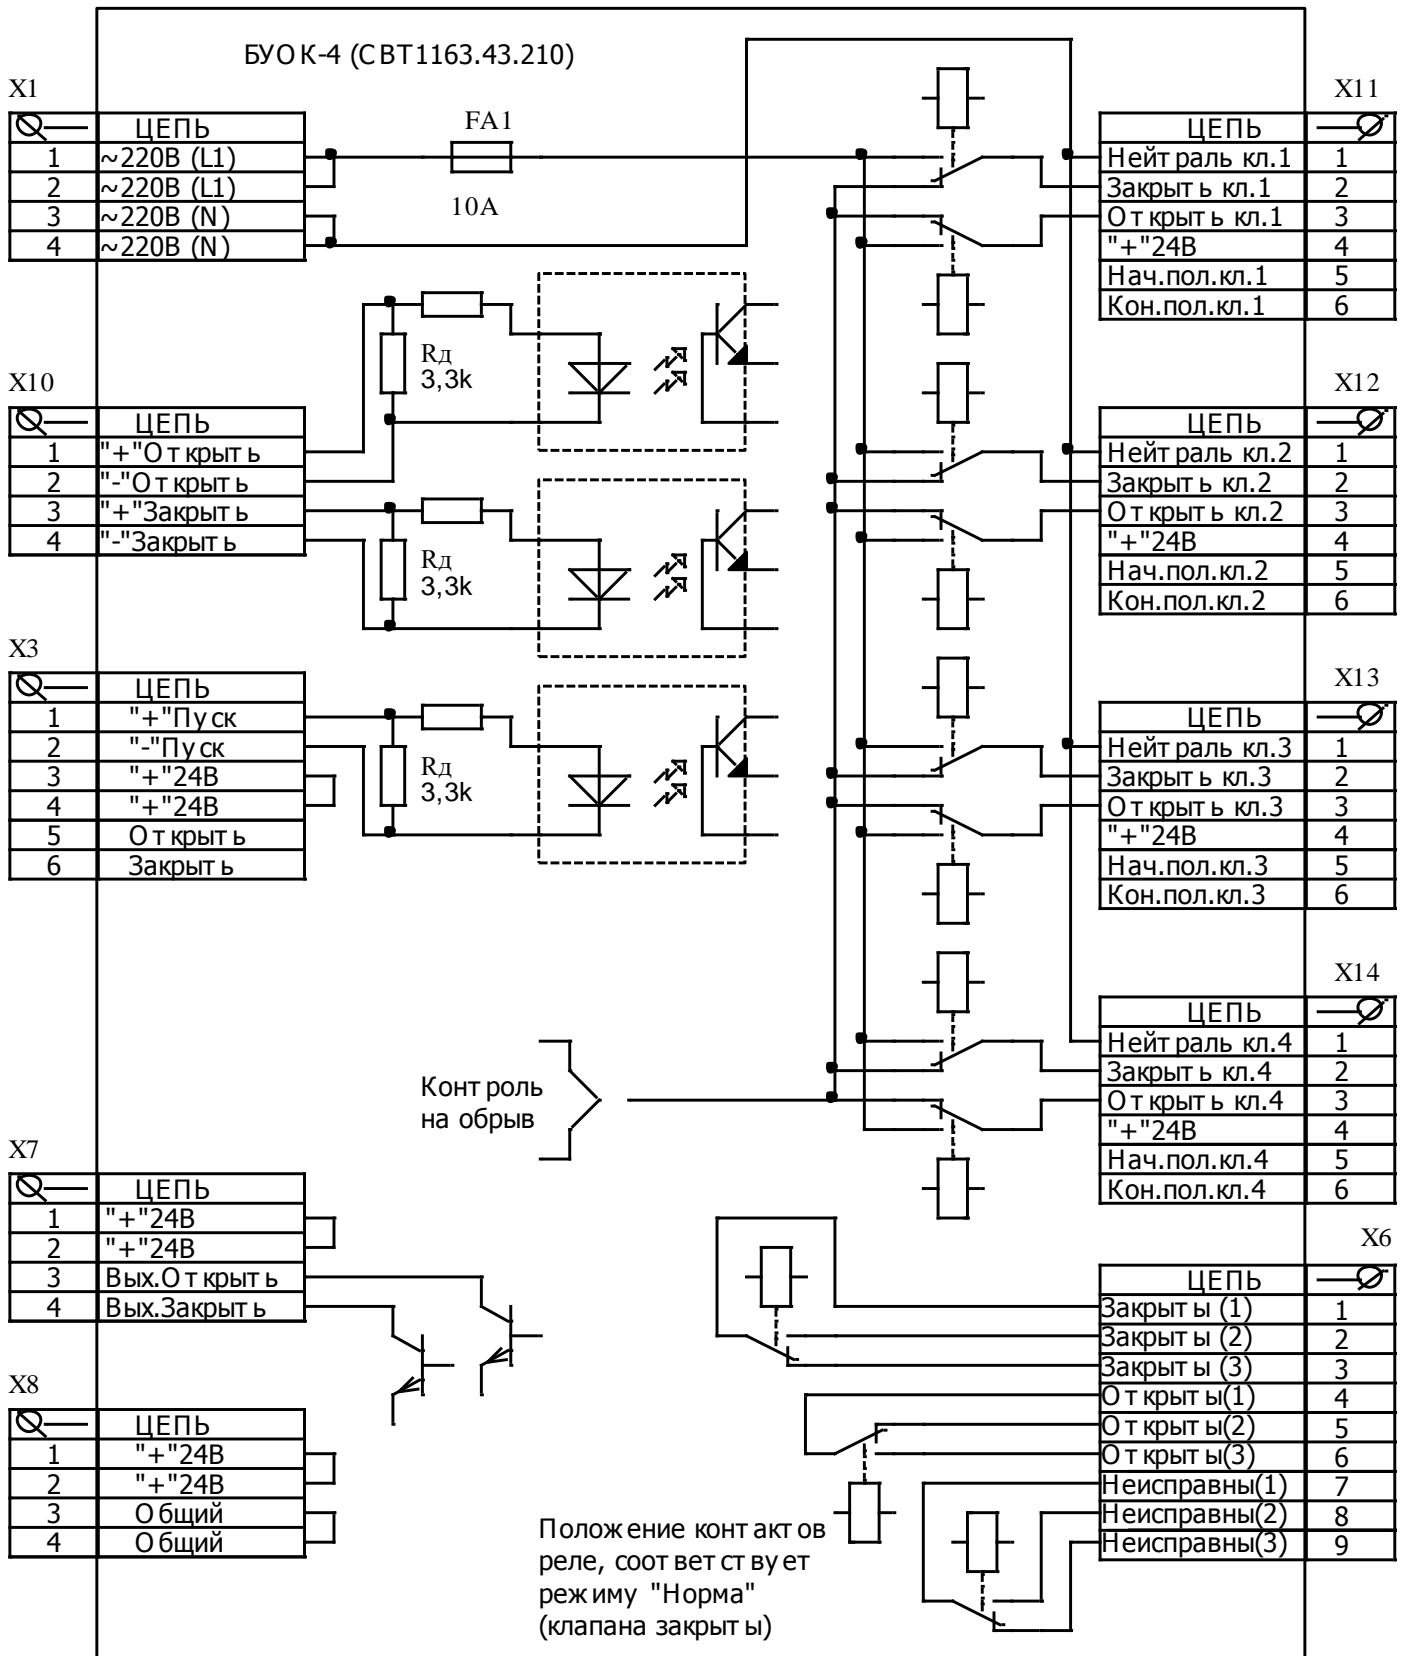 БУОК-4 (СВТ1163.43.210)
X1
ЦЕПЬ
1 ~220В (L1)
2 ~220В (L1)
3 ~220В (N)
4 ~220В (N)
FA1
10A
X10
ЦЕПЬ
1 "+"Открыть
2 "-"Открыть
3 "+"Закрыть
4 "-"Закрыть
Rд
3,3k
Rд
3,3k
X3
ЦЕПЬ
1 "+"Пуск
2 "-"Пуск
3 "+"24В
4 "+"24В
5 Открыть
6 Закрыть
Rд
3,3k
Контроль
на обрыв
X7
ЦЕПЬ
1 "+"24В
2 "+"24В
3 Вых.Открыть
4 Вых.Закрыть
X8
ЦЕПЬ
1 "+"24В
2 "+"24В
3 Общий
4 Общий
X11
ЦЕПЬ
Нейтраль кл.1 1
Закрыть кл.1 2
Открыть кл.1 3
"+"24В 4
Нач.пол.кл.1 5
Кон.пол.кл.1 6
X12
ЦЕПЬ
Нейтраль кл.2 1
Закрыть кл.2 2
Открыть кл.2 3
"+"24В 4
Нач.пол.кл.2 5
Кон.пол.кл.2 6
X13
ЦЕПЬ
Нейтраль кл.3 1
Закрыть кл.3 2
Открыть кл.3 3
"+"24В 4
Нач.пол.кл.3 5
Кон.пол.кл.3 6
X14
ЦЕПЬ
Нейтраль кл.4 1
Закрыть кл.4 2
Открыть кл.4 3
"+"24В 4
Нач.пол.кл.4 5
Кон.пол.кл.4 6
X6
ЦЕПЬ
Закрыты (1) 1
Закрыты (2) 2
Закрыты (3) 3
Открыты(1) 4
Открыты(2) 5
Открыты(3) 6
Неисправны(1) 7
Неисправны(2) 8
Неисправны(3) 9
Положение контактов
реле, соответствует
режиму "Норма"
(клапана закрыты)